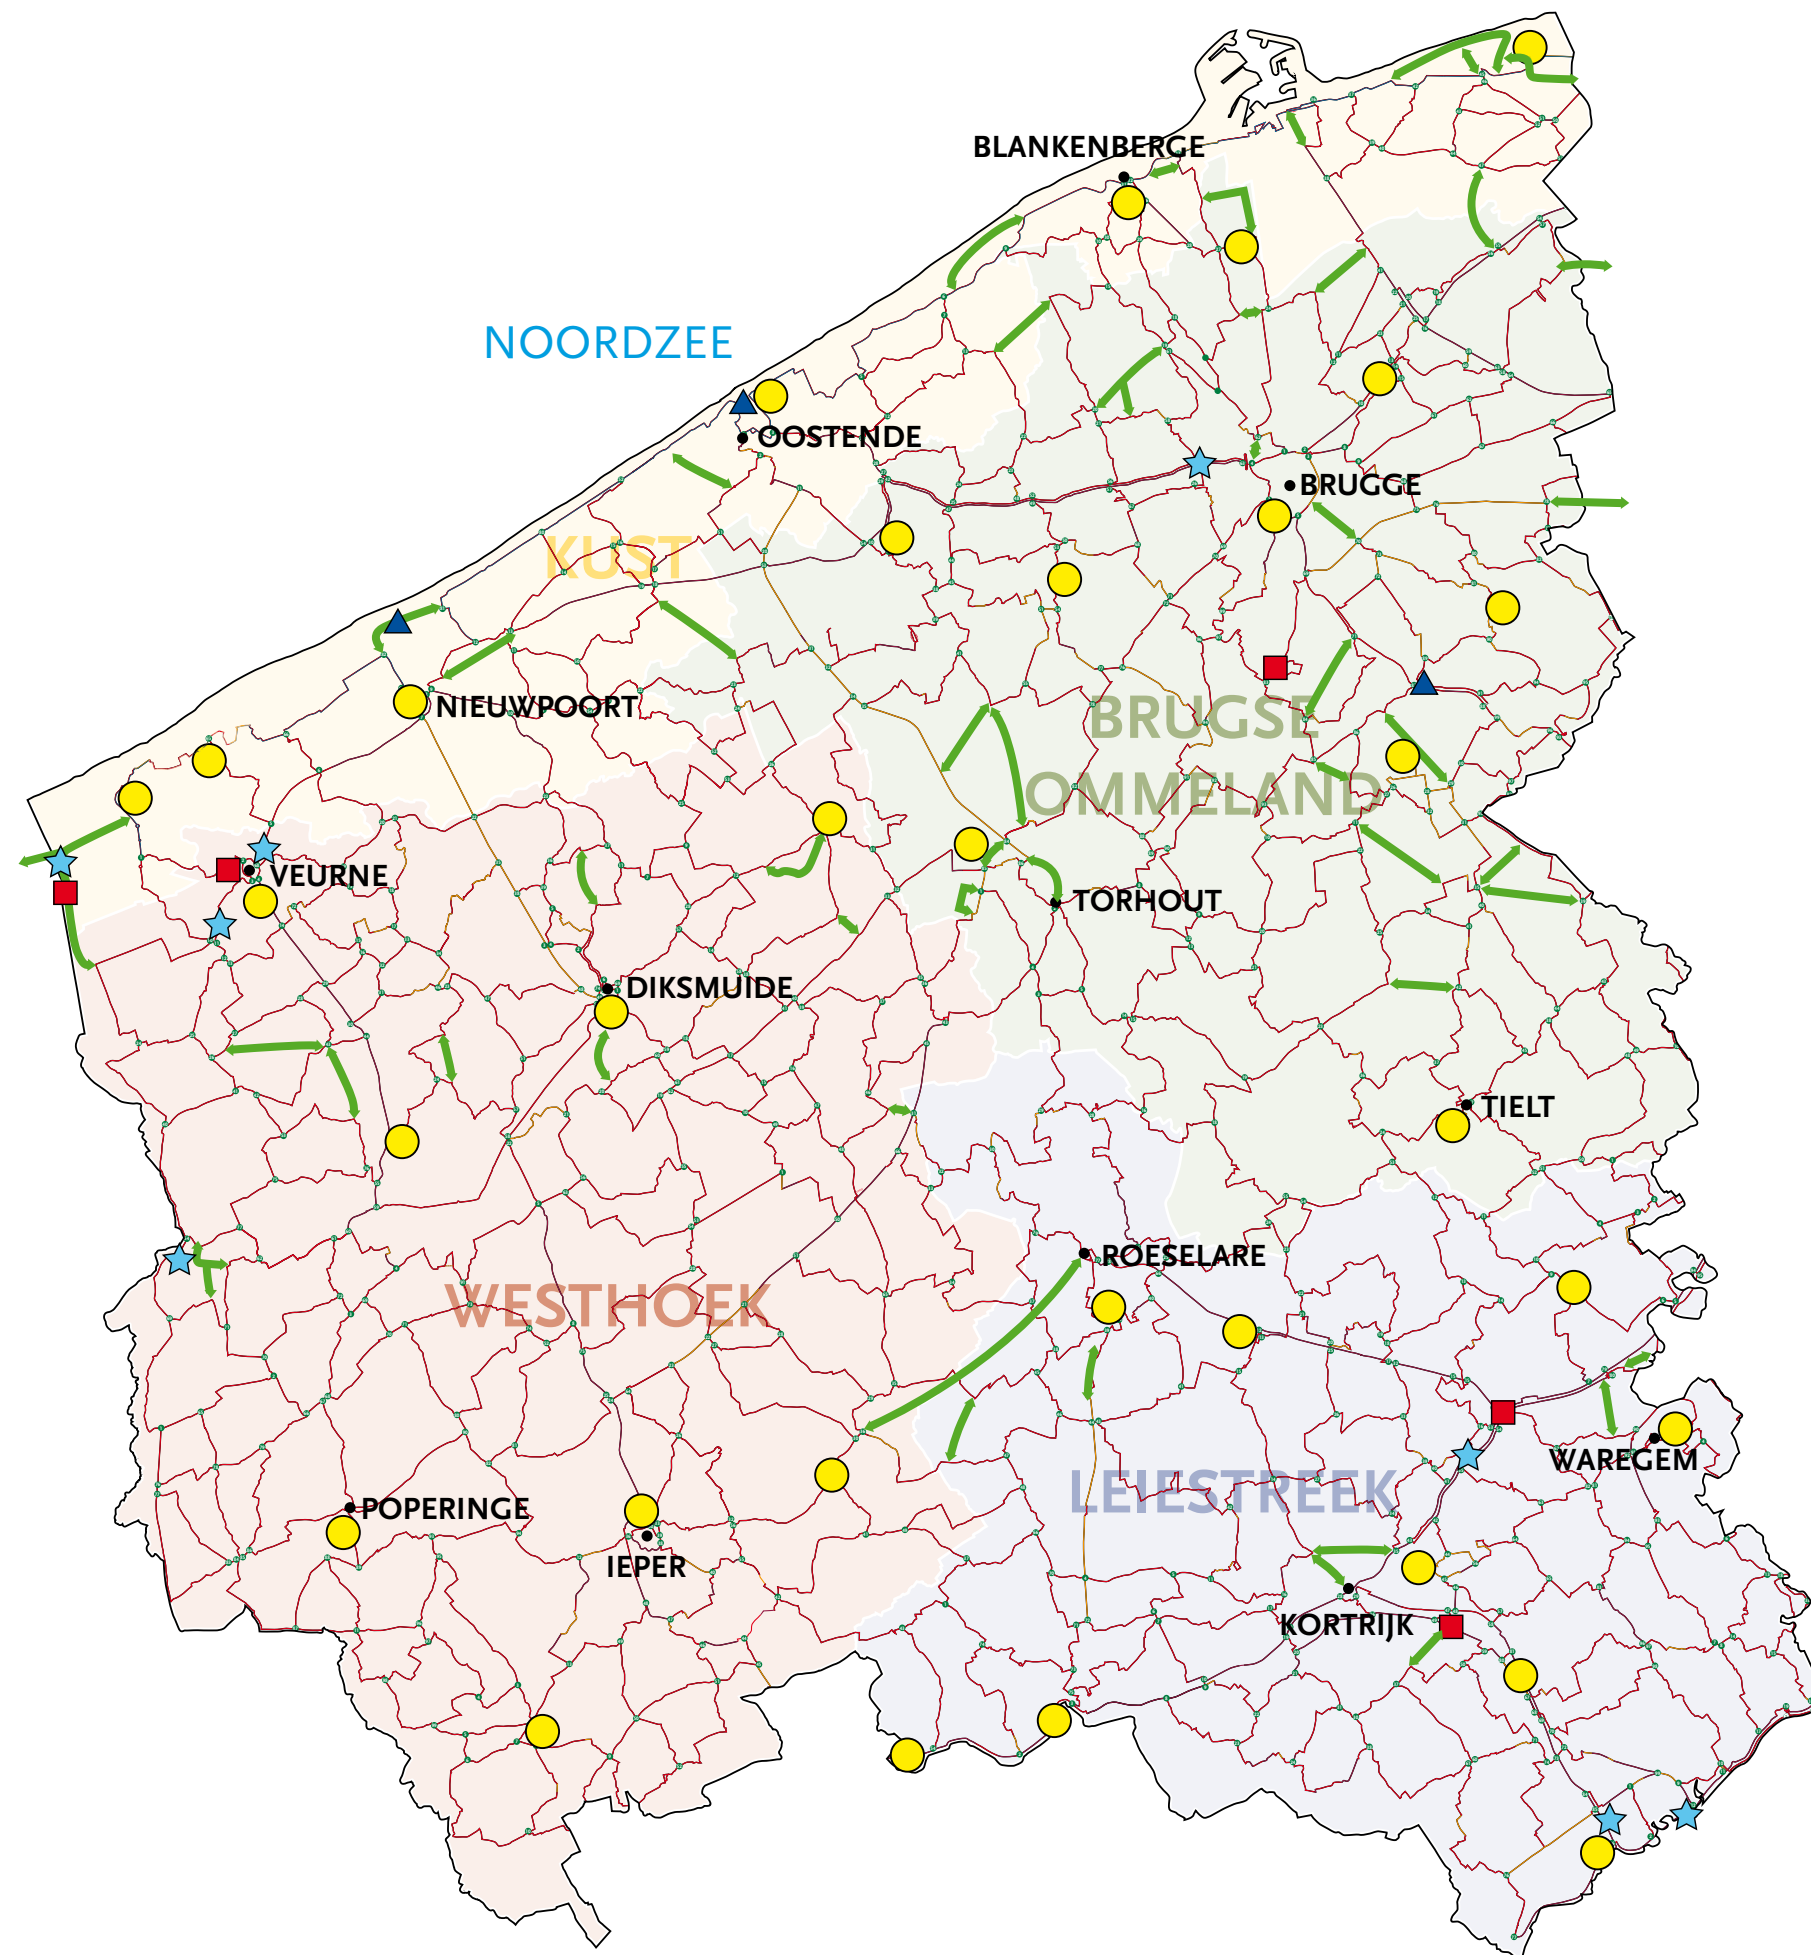 BLANKENBERGE
NOORDZEE
OOSTENDE
BRUGGE
KUST
NIEUWPOORT
BRUGSE
OMMELAND
VEURNE
TORHOUT
DIKSMUIDE
TIELT
ROESELARE
WESTHOEK
WAREGEM
LEIESTREEK
POPERINGE
IEPER
KORTRIJK